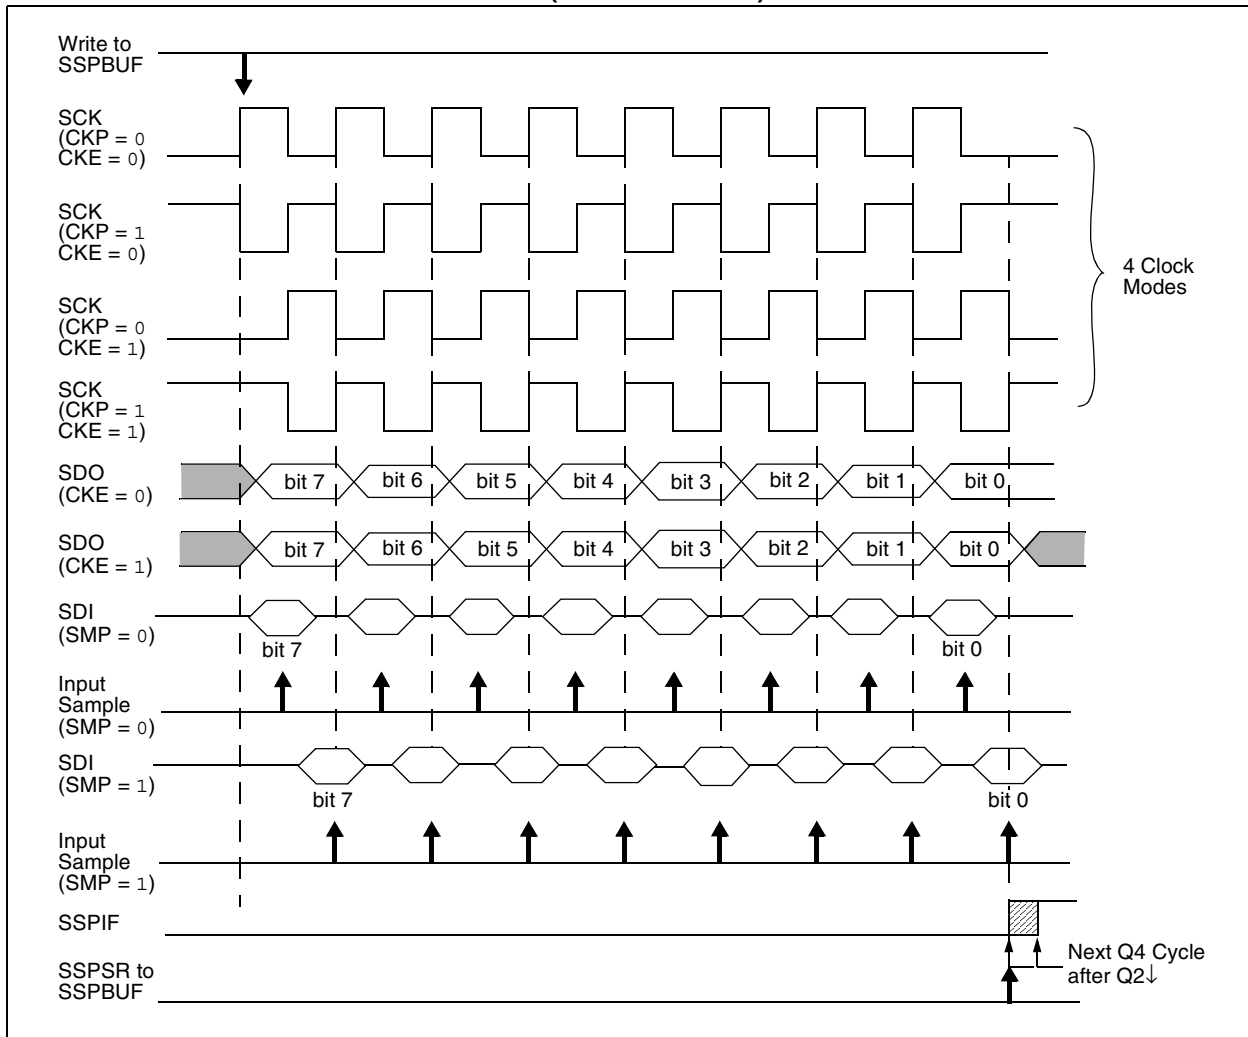 Write to
SSPBUF
SCK
(CKP = 0
CKE = 0)
SCK
(CKP = 1
CKE = 0)
4 Clock
Modes
SCK
(CKP = 0
CKE = 1)
SCK
(CKP = 1
CKE = 1)
SDO
(CKE = 0)
bit 7 bit 6 bit 5 bit 4 bit 3 bit 2 bit 1 bit 0
SDO
(CKE = 1)
bit 7 bit 6 bit 5 bit 4 bit 3 bit 2 bit 1 bit 0
SDI
(SMP = 0)
bit 7 bit 0
Input
Sample
(SMP = 0)
SDI
(SMP = 1)
bit 7 bit 0
Input
Sample
(SMP = 1)
SSPIF
Next Q4 Cycle
after Q2↓
SSPSR to
SSPBUF